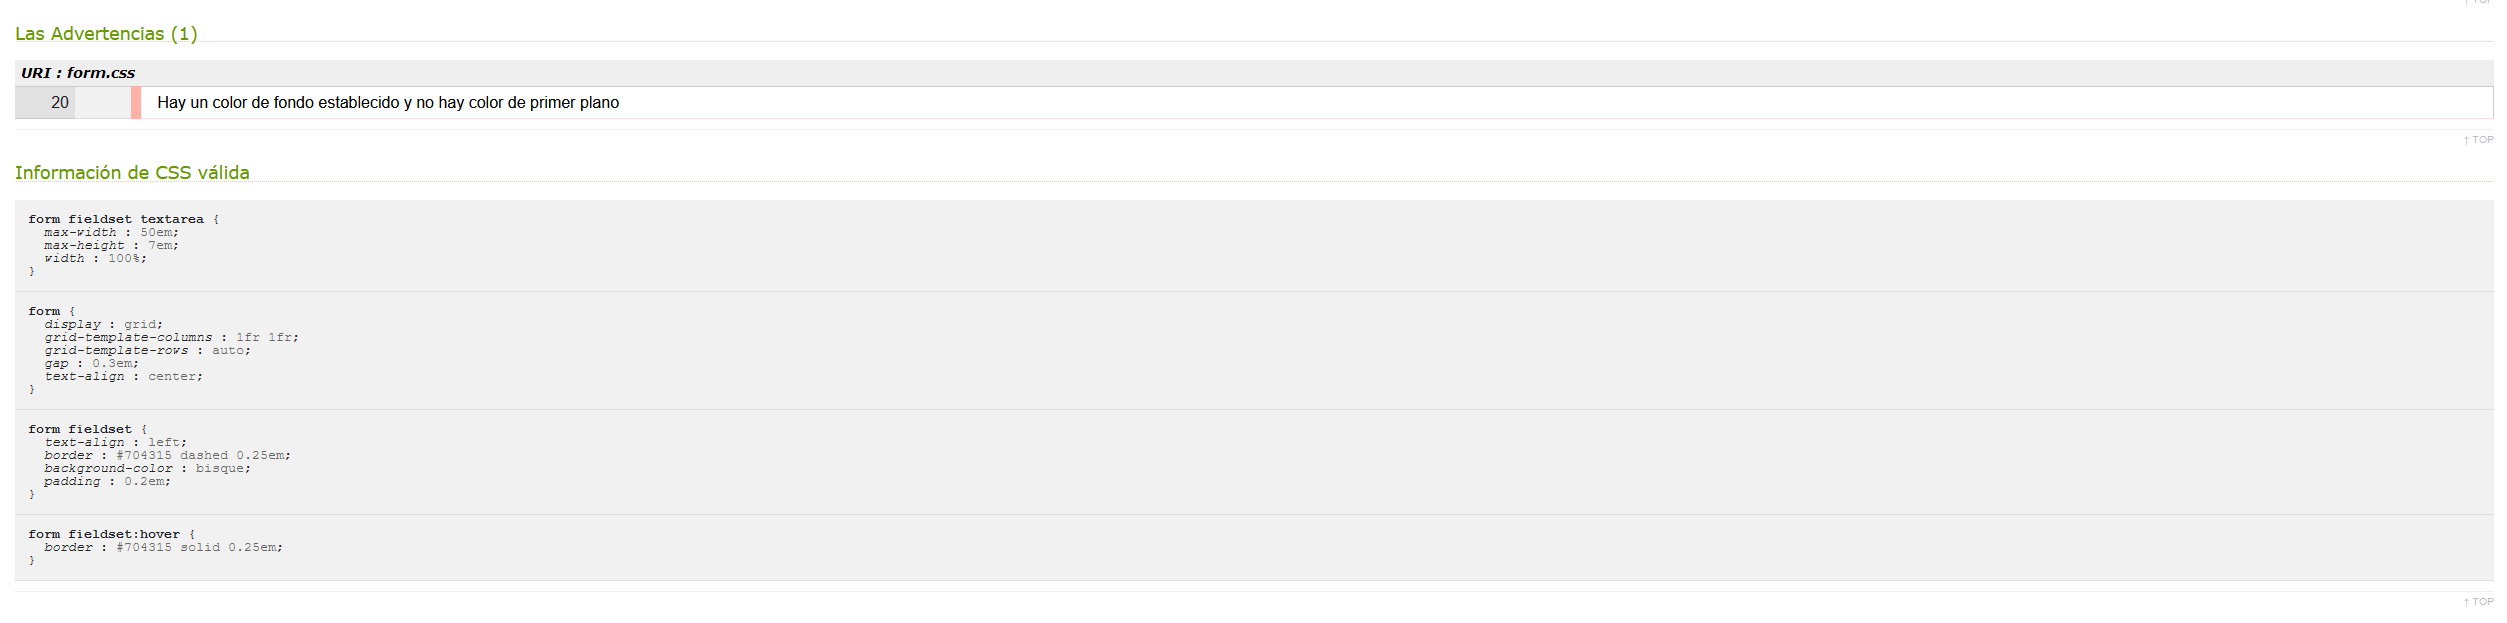 ↑ TOP
Las Advertencias (1)
URI : form.css
20 Hay un color de fondo establecido y no hay color de primer plano
↑ TOP
Información de CSS válida
form fieldset textarea {
max-width : 50em;
max-height : 7em;
width : 100%;
}
form {
display : grid;
grid-template-columns : 1fr 1fr;
grid-template-rows : auto;
gap : 0.3em;
text-align : center;
}
form fieldset {
text-align : left;
border : #704315 dashed 0.25em;
background-color : bisque;
padding : 0.2em;
}
form fieldset:hover {
border : #704315 solid 0.25em;
}
↑ TOP